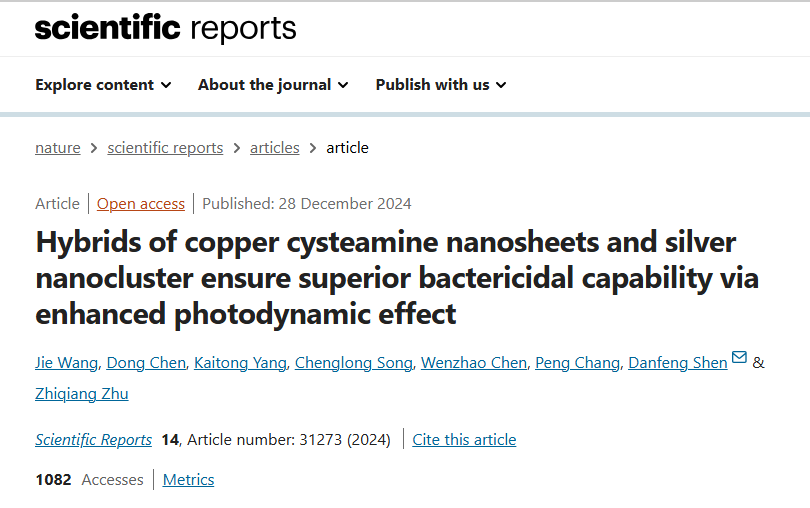 scientific reports
Explore content About the journal Publish with us
nature > scientific reports > articles > article
Article | Open access | Published: 28 December 2024
Hybrids of copper cysteamine nanosheets and silver
nanocluster ensure superior bactericidal capability via
enhanced photodynamic effect
Jie Wang, Dong Chen, Kaitong Yang, Chenglong Song, Wenzhao Chen, Peng Chang, Danfeng Shen &
Zhiqiang Zhu
Scientific Reports 14, Article number: 31273 (2024) | Cite this article
1082 Accesses | Metrics